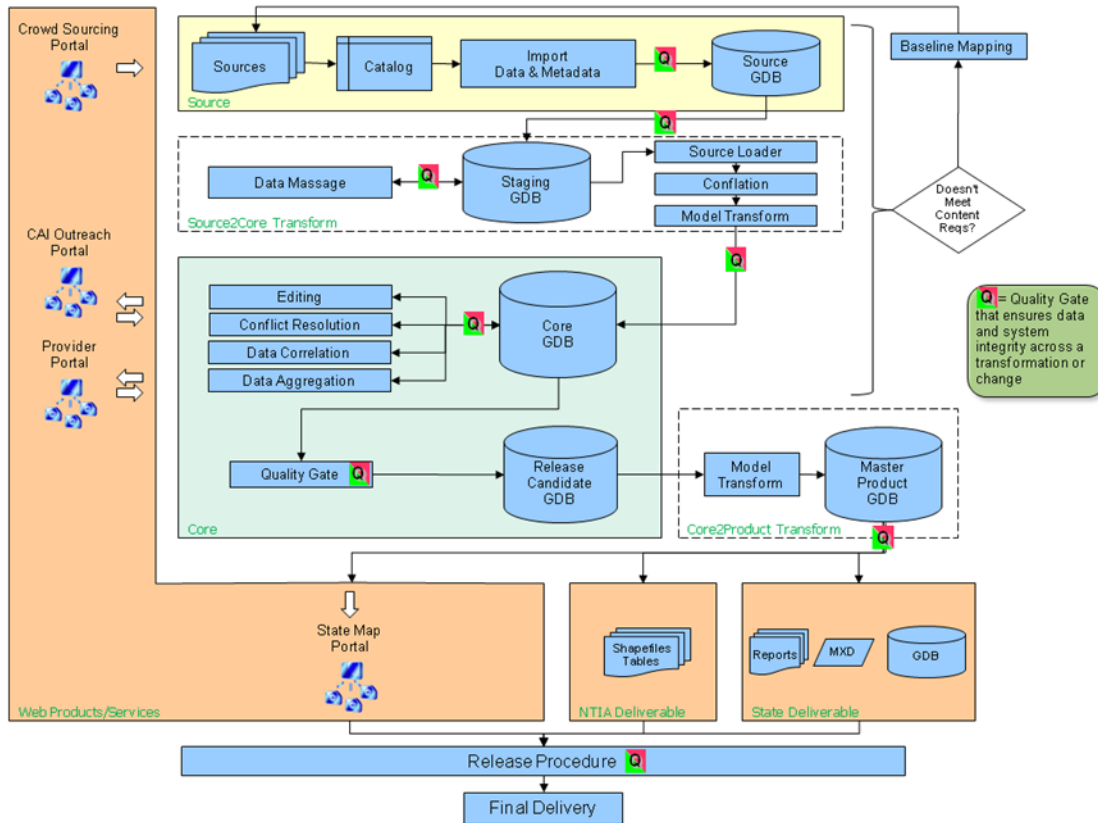 Crowd Sourcing
Portal
Sources
Catalog
Import
Data & Metadata
Q
Source
GDB
Source
Baseline Mapping
Q
Data Massage
Q
Staging
GDB
Source Loader
Conflation
Model Transform
Source2Core Transform
Doesn't
Meet
Content
Reqs?
CAI Outreach
Portal
Q
Provider
Portal
Editing
Conflict Resolution
Data Correlation
Data Aggregation
Q
Core
GDB
Q = Quality Gate
that ensures data
and system
integrity across a
transformation or
change
Quality Gate Q
Release
Candidate
GDB
Core
Model
Transform
Master
Product
GDB
Core2Product Transform
Q
State Map
Portal
Web Products/Services
Shapefiles
Tables
NTIA Deliverable
Reports
MXD
GDB
State Deliverable
Release Procedure Q
Final Delivery